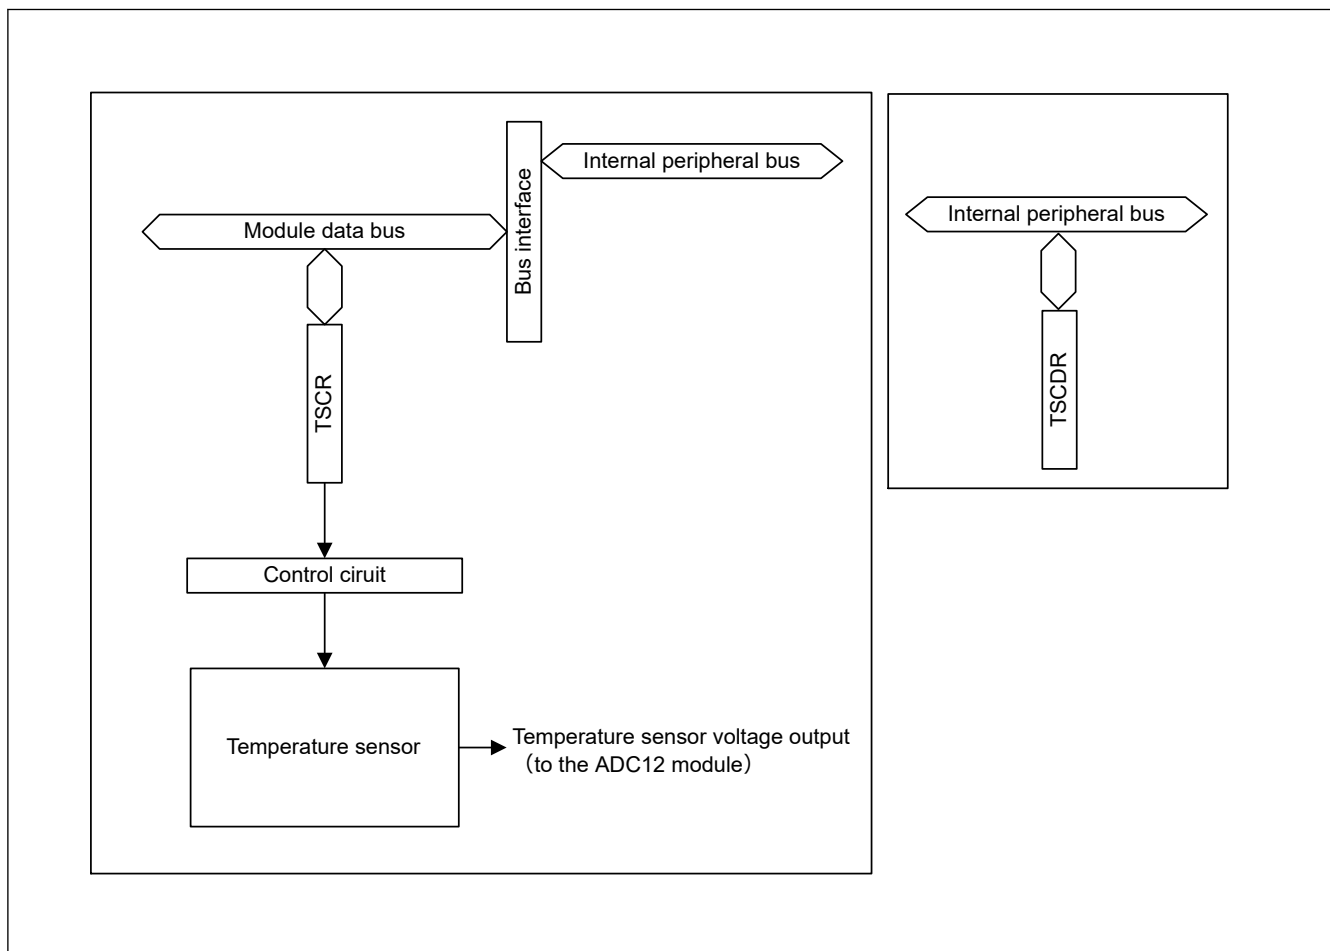 Internal peripheral bus
Module data bus
Bus interface
TSCR
Control ciruit
Temperature sensor
Temperature sensor voltage output
（to the ADC12 module）
Internal peripheral bus
TSCDR